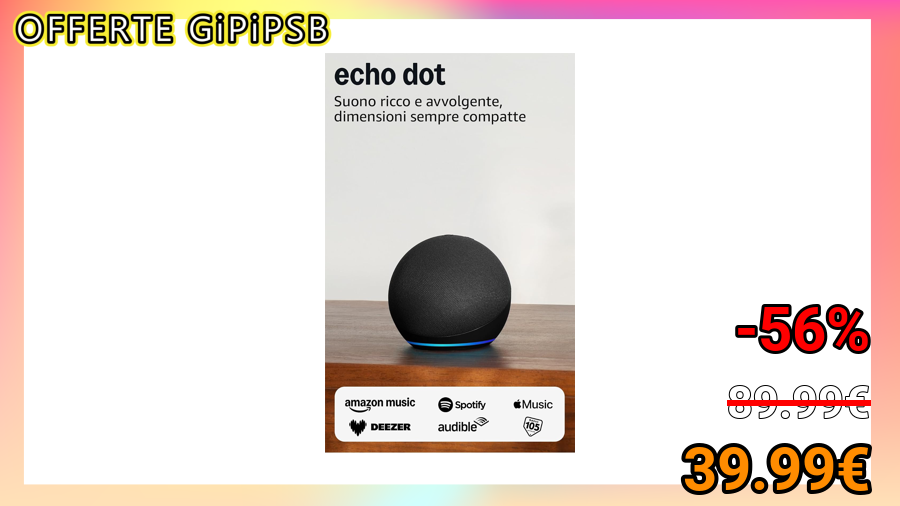 OFFERTE GiPiPSB
echo dot
Suono ricco e avvolgente,
dimensioni sempre compatte
amazon music
Spotify
Music
DEEZER
audible
105
-56%
89.99€
39.99€